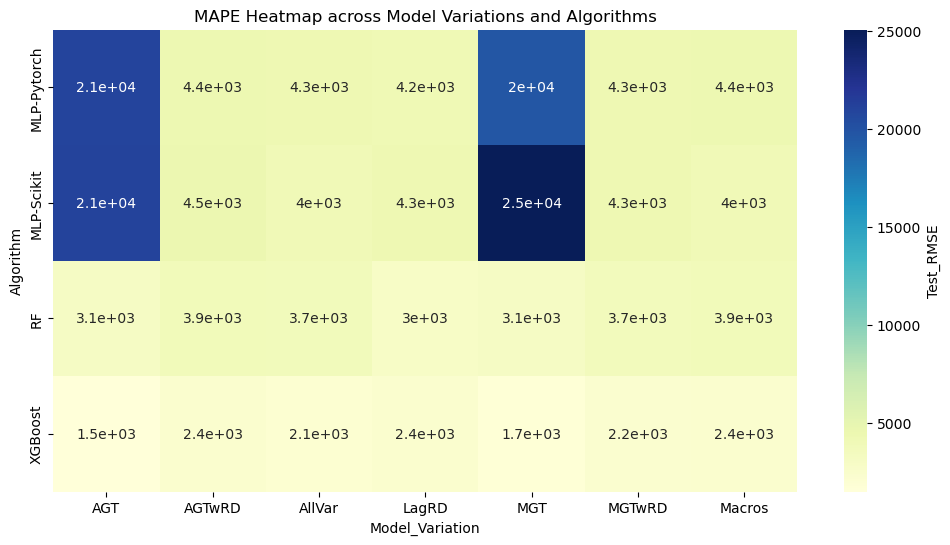 MAPE Heatmap across Model Variations and Algorithms
Algorithm
MLP-Pytorch
2.1e+04 4.4e+03 4.3e+03 4.2e+03 2e+04 4.3e+03 4.4e+03
MLP-Scikit
2.1e+04 4.5e+03 4e+03 4.3e+03 2.5e+04 4.3e+03 4e+03
RF
3.1e+03 3.9e+03 3.7e+03 3e+03 3.1e+03 3.7e+03 3.9e+03
XGBoost
1.5e+03 2.4e+03 2.1e+03 2.4e+03 1.7e+03 2.2e+03 2.4e+03
AGT AGTwRD AllVar LagRD MGT MGTwRD Macros
Model_Variation
25000
20000
15000
10000
5000
Test_RMSE